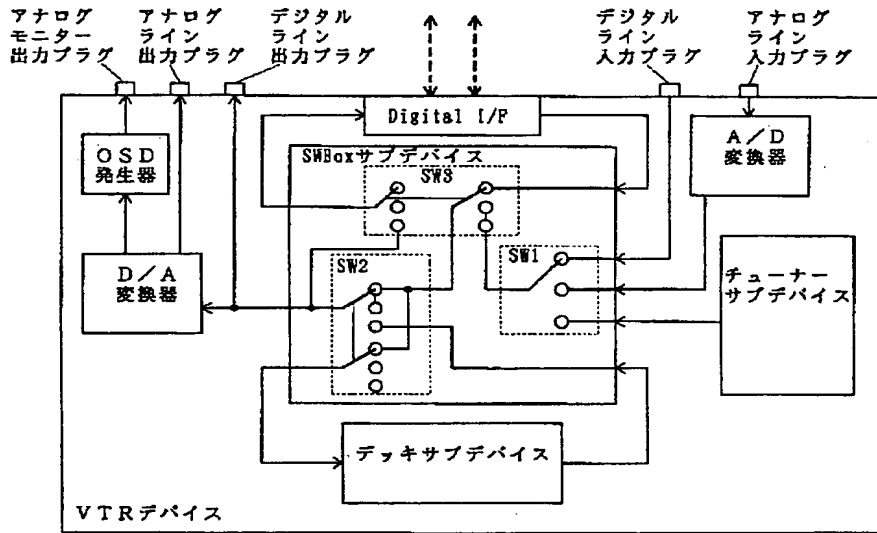 アナログ
モニター
出力プラグ
アナログ
ライン
出力プラグ
デジタル
ライン
出力プラグ
デジタル
ライン
入力プラグ
アナログ
ライン
入力プラグ
Digital I/F
OSD
発生器
SWBoxサブデバイス
SW3
A/D
変換器
D/A
変換器
SW2
SW1
チューナー
サブデバイス
デッキサブデバイス
VTRデバイス